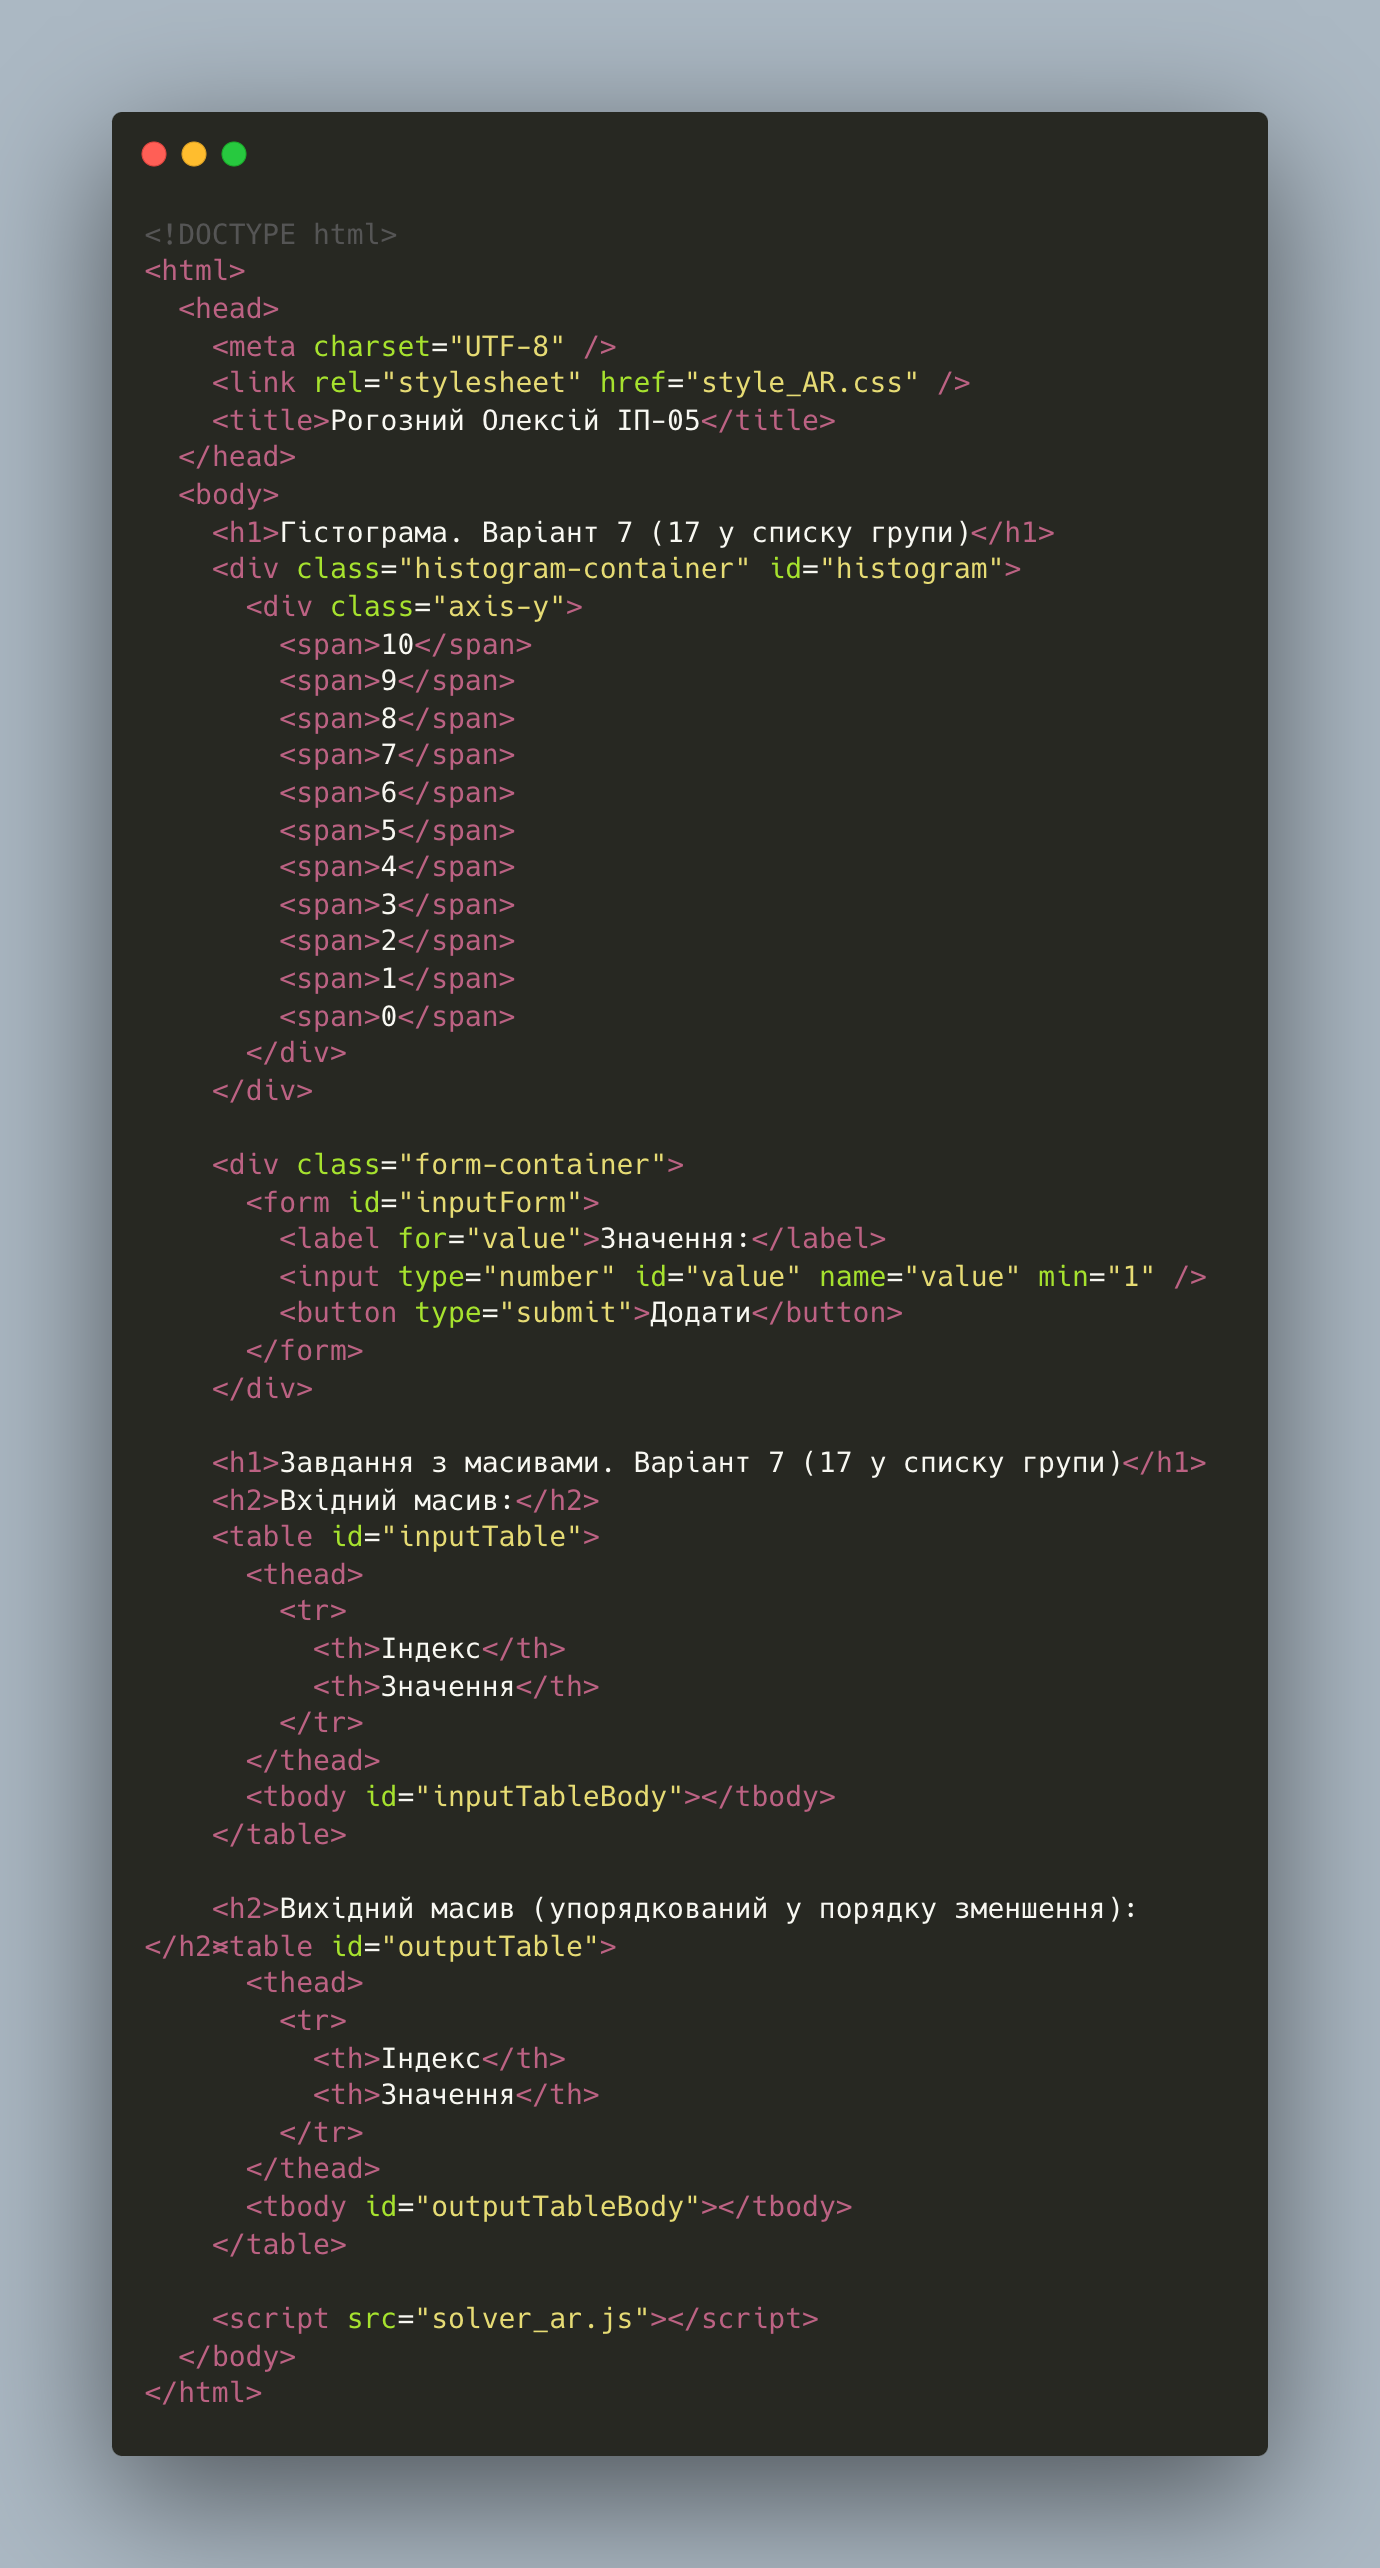 <!DOCTYPE html>
<html>
  <head>
    <meta charset="UTF-8" />
    <link rel="stylesheet" href="style_AR.css" />
    <title>Рогозний Олексій ІП-05</title>
  </head>
  <body>
    <h1>Гістограма. Варіант 7 (17 у списку групи)</h1>
    <div class="histogram-container" id="histogram">
      <div class="axis-y">
        <span>10</span>
        <span>9</span>
        <span>8</span>
        <span>7</span>
        <span>6</span>
        <span>5</span>
        <span>4</span>
        <span>3</span>
        <span>2</span>
        <span>1</span>
        <span>0</span>
      </div>
    </div>

    <div class="form-container">
      <form id="inputForm">
        <label for="value">Значення:</label>
        <input type="number" id="value" name="value" min="1" />
        <button type="submit">Додати</button>
      </form>
    </div>

    <h1>Завдання з масивами. Варіант 7 (17 у списку групи)</h1>
    <h2>Вхідний масив:</h2>
    <table id="inputTable">
      <thead>
        <tr>
          <th>Індекс</th>
          <th>Значення</th>
        </tr>
      </thead>
      <tbody id="inputTableBody"></tbody>
    </table>

    <h2>Вихідний масив (упорядкований у порядку зменшення):
</h2><table id="outputTable">
      <thead>
        <tr>
          <th>Індекс</th>
          <th>Значення</th>
        </tr>
      </thead>
      <tbody id="outputTableBody"></tbody>
    </table>

    <script src="solver_ar.js"></script>
  </body>
</html>